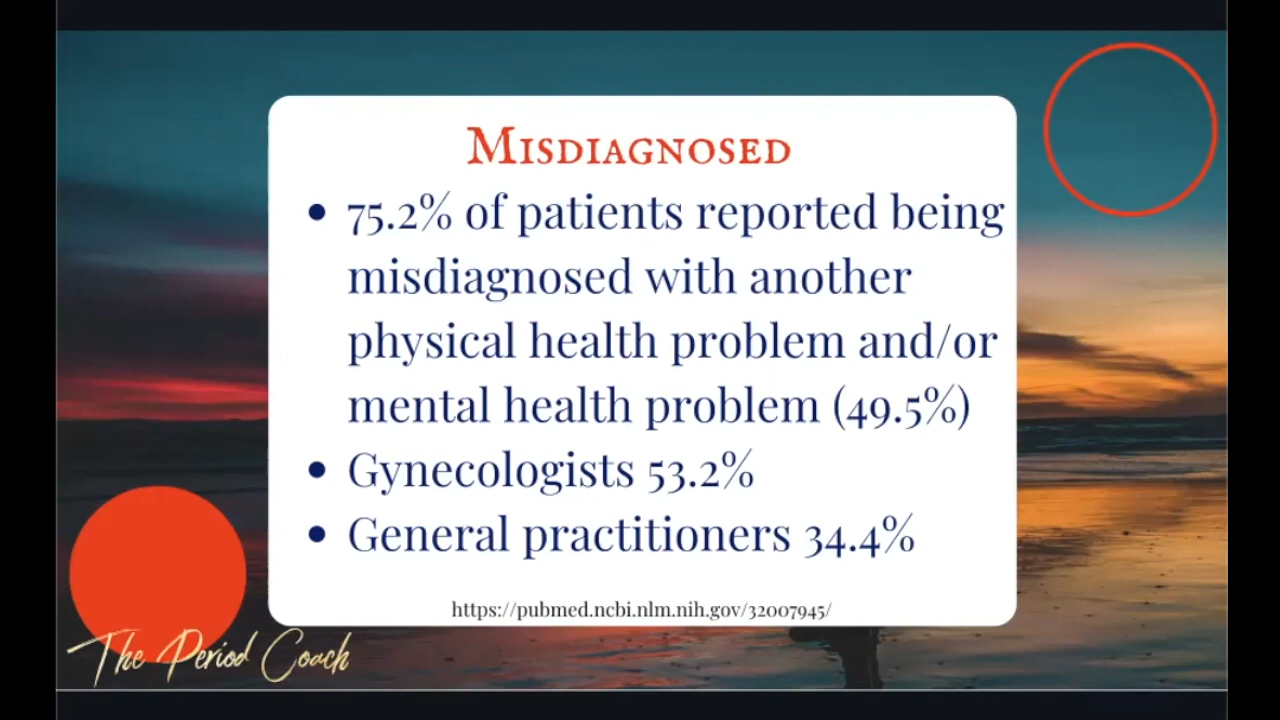 Misdiagnosed
• 75.2% of patients reported being
misdiagnosed with another
physical health problem and/or
mental health problem (49.5%)
• Gynecologists 53.2%
• General practitioners 34.4%
https://pubmed.ncbi.nlm.nih.gov/32007945/
The Period Coach